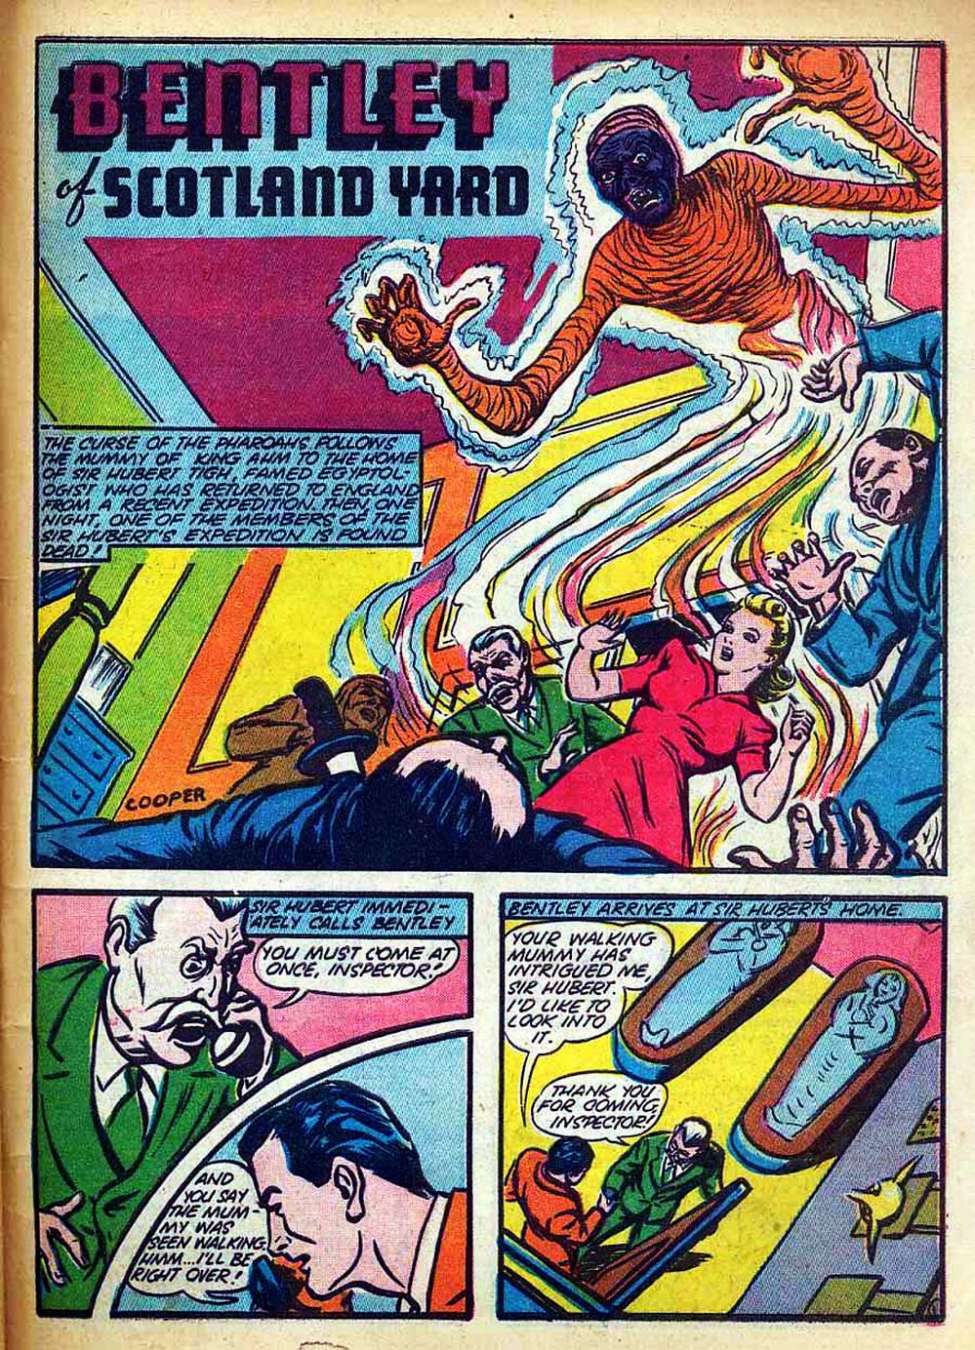 BENTLEY
of SCOTLAND YARD
THE CURSE OF THE PHAROAHS FOLLOWS
THE MUMMY OF KING AHM TO THE HOME
OF SIR HUBERT TIGH, FAMED EGYPTOL-
OGIST WHO HAS RETURNED TO ENGLAND
FROM A RECENT EXPEDITION. THEN, ONE
NIGHT, ONE OF THE MEMBERS OF THE
SIR HUBERT'S EXPEDITION IS FOUND
DEAD!
COOPER
SIR HUBERT IMMEDI-
ATELY CALLS BENTLEY
YOU MUST COME AT
ONCE, INSPECTOR!
AND
YOU SAY
THE MUM-
MY WAS
SEEN WALKING.
HMM...I'LL BE
RIGHT OVER!
BENTLEY ARRIVES AT SIR HUBERT'S HOME.
YOUR WALKING
MUMMY HAS
INTRIGUED ME,
SIR HUBERT.
I'D LIKE TO
LOOK INTO
IT.
THANK YOU
FOR COMING,
INSPECTOR!